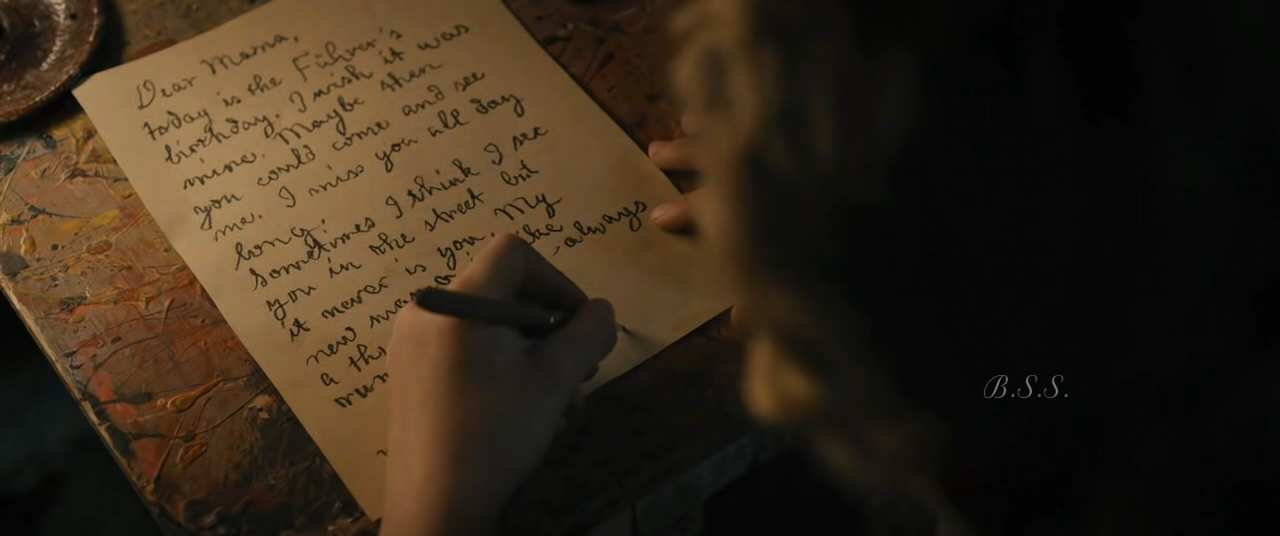 Dear Mama,
today is the Führer's
birthday. I wish it was
mine. Maybe then
you could come and see
me. I miss you all day
long.
Sometimes I think I see
you in the street but
it never is you. My
new
a
always
B.S.S.